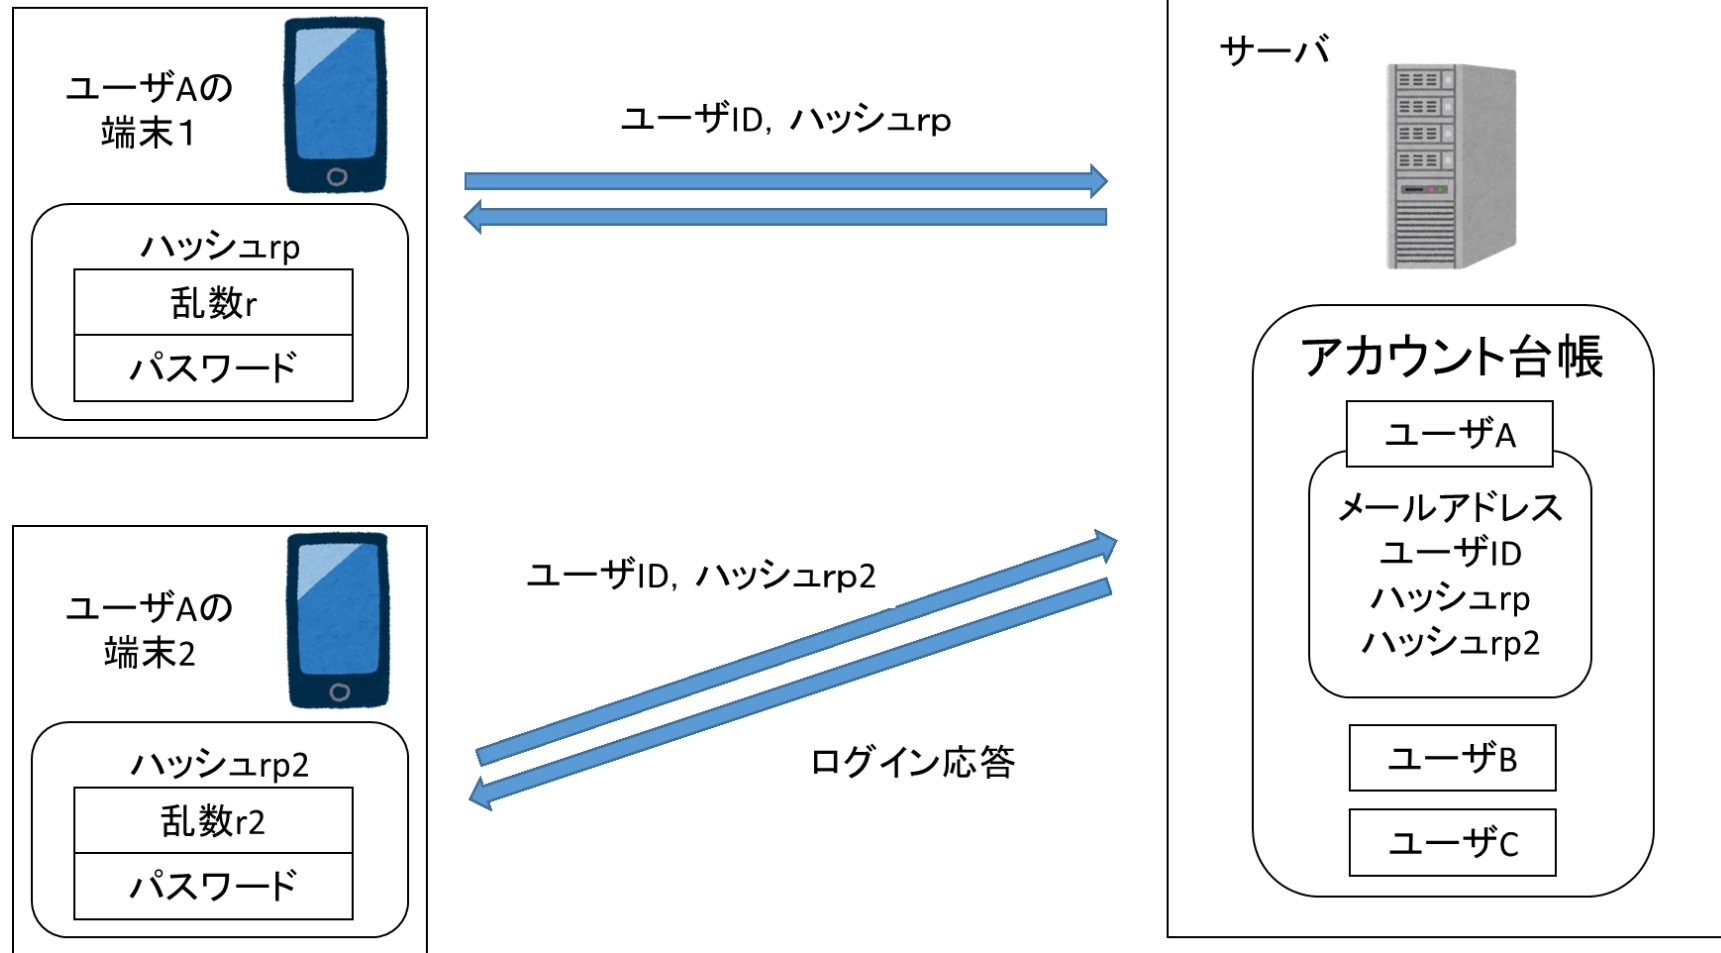 ユーザAの
端末１
ハッシュrp
乱数r
パスワード
ユーザID, ハッシュrp
サーバ
アカウント台帳
ユーザA
メールアドレス
ユーザID
ハッシュrp
ハッシュrp2
ユーザB
ユーザC
ユーザAの
端末2
ハッシュrp2
乱数r2
パスワード
ユーザID, ハッシュrp2
ログイン応答